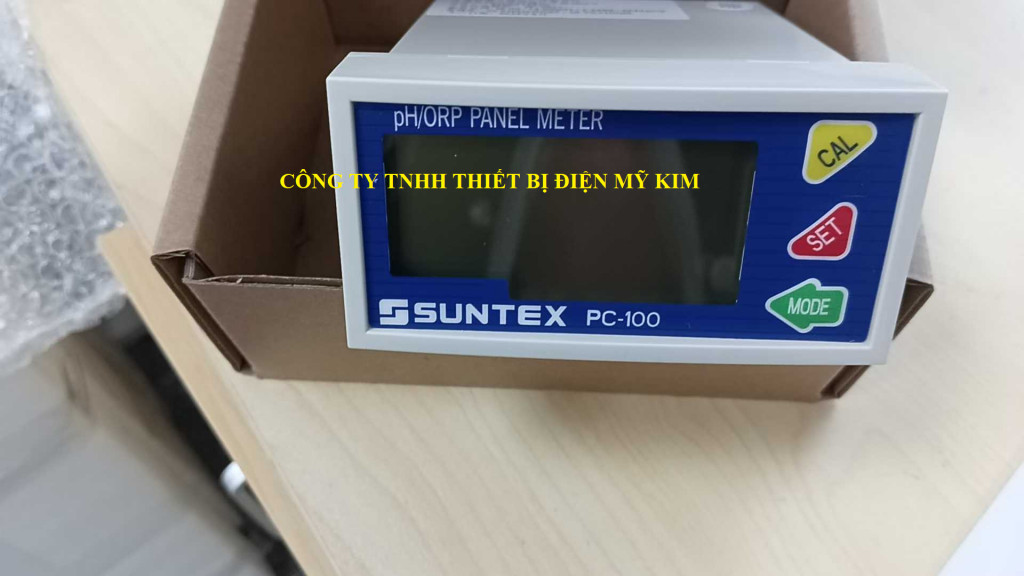 pH/ORP PANEL METER
CAL
CÔNG TY TNHH THIẾT BỊ ĐIỆN MỸ KIM
SET
MODE
SUNTEX PC-100